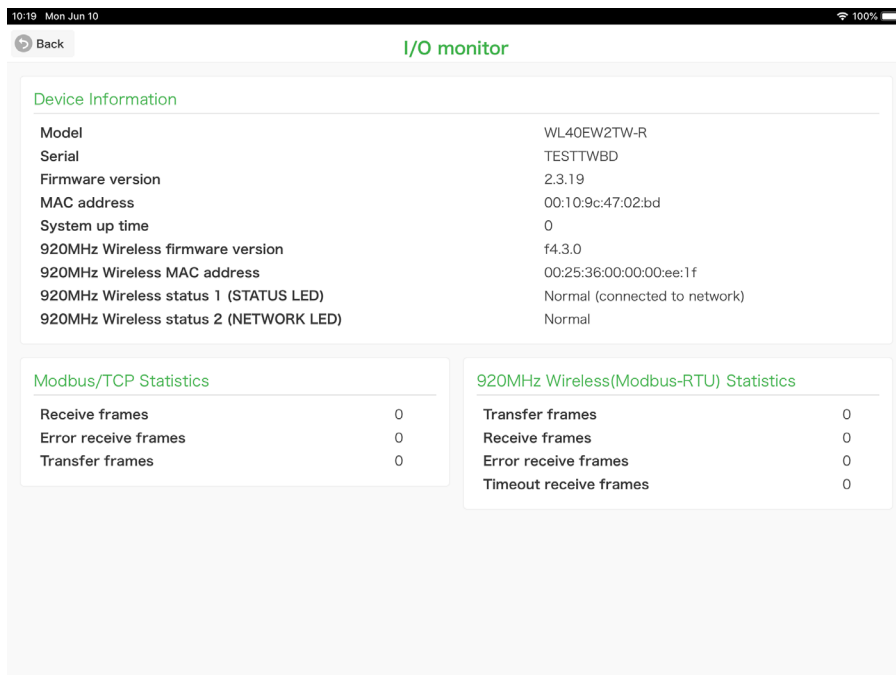 10:19 Mon Jun 10 100%
Back
I/O monitor
Device Information
Model WL40EW2TW-R
Serial TESTTWBD
Firmware version 2.3.19
MAC address 00:10:9c:47:02:bd
System up time 0
920MHz Wireless firmware version f4.3.0
920MHz Wireless MAC address 00:25:36:00:00:00:ee:1f
920MHz Wireless status 1 (STATUS LED) Normal (connected to network)
920MHz Wireless status 2 (NETWORK LED) Normal
Modbus/TCP Statistics
Receive frames 0
Error receive frames 0
Transfer frames 0
920MHz Wireless(Modbus-RTU) Statistics
Transfer frames 0
Receive frames 0
Error receive frames 0
Timeout receive frames 0